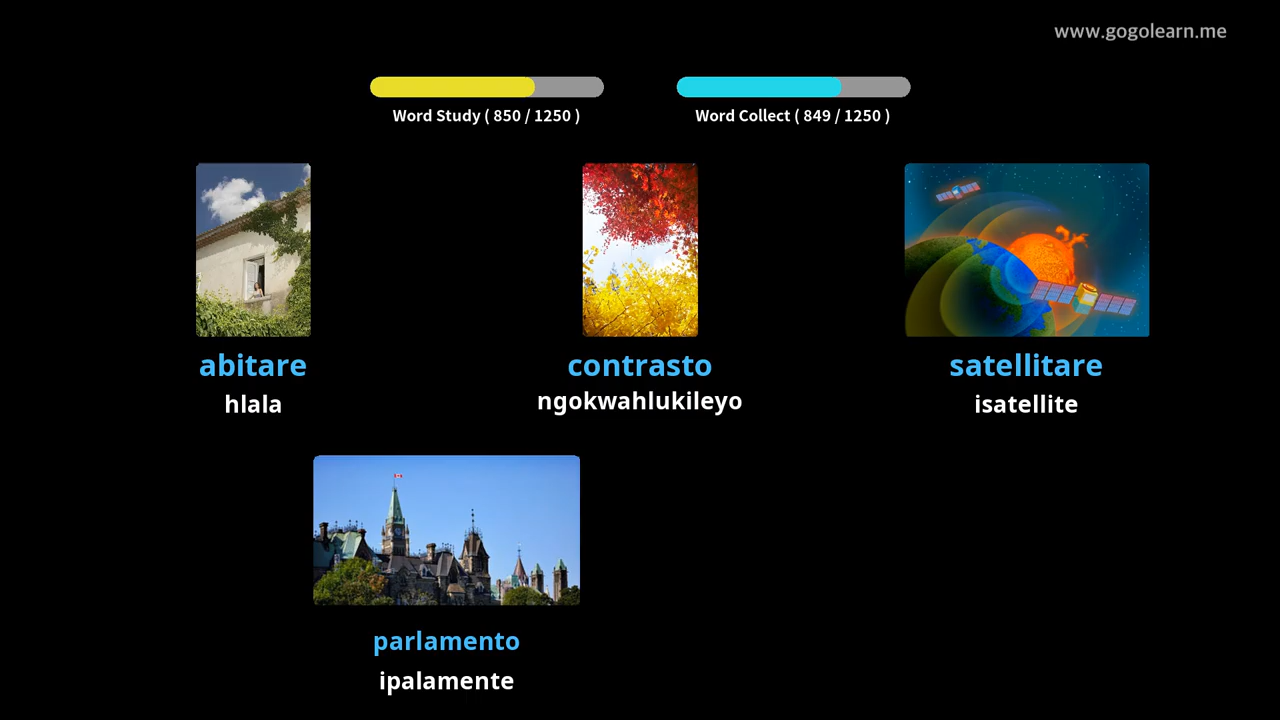 www.gogolearn.me
Word Study ( 850 / 1250 )
Word Collect ( 849 / 1250 )
abitare
hlala
contrasto
ngokwahlukileyo
satellitare
isatellite
parlamento
ipalamente